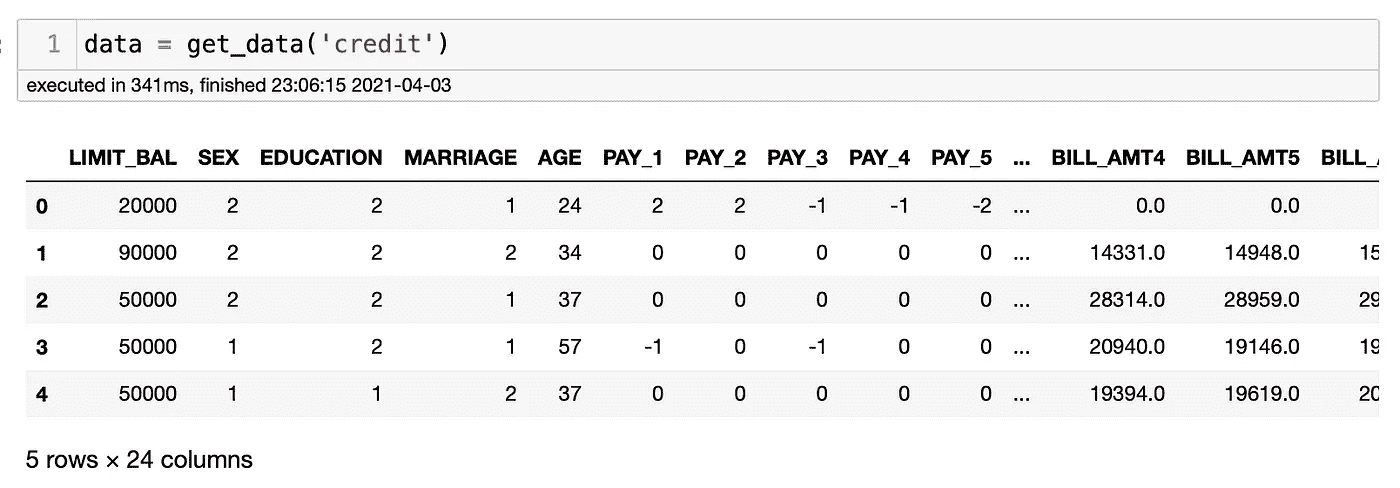 1 data = get_data('credit')
executed in 341ms, finished 23:06:15 2021-04-03
LIMIT_BAL SEX EDUCATION MARRIAGE AGE PAY_1 PAY_2 PAY_3 PAY_4 PAY_5 ... BILL_AMT4 BILL_AMT5 BILL_
0 20000 2 2 1 24 2 2 -1 -1 -2 ... 0.0 0.0
1 90000 2 2 2 34 0 0 0 0 0 ... 14331.0 14948.0 15
2 50000 2 2 1 37 0 0 0 0 0 ... 28314.0 28959.0 29
3 50000 1 2 1 57 -1 0 -1 0 0 ... 20940.0 19146.0 19
4 50000 1 1 2 37 0 0 0 0 0 ... 19394.0 19619.0 20
5 rows × 24 columns